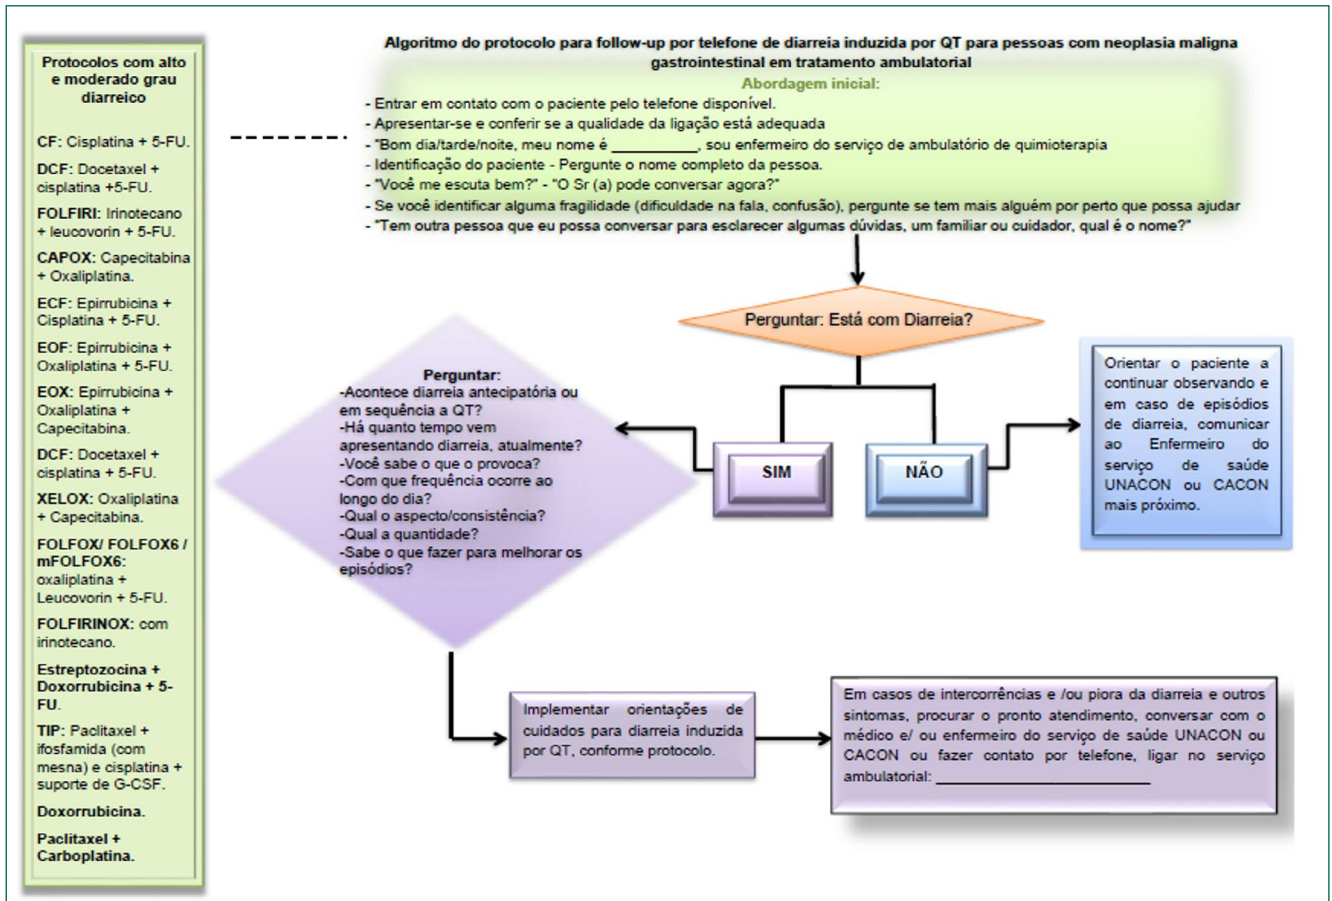 Algoritmo do protocolo para follow-up por telefone de diarreia induzida por QT para pessoas com neoplasia maligna
gastrointestinal em tratamento ambulatorial
Abordagem inicial:
- Entrar em contato com o paciente pelo telefone disponível.
- Apresentar-se e conferir se a qualidade da ligação está adequada
- "Bom dia/tarde/noite, meu nome é __________, sou enfermeiro do serviço de ambulatório de quimioterapia
- Identificação do paciente - Pergunte o nome completo da pessoa.
- "Você me escuta bem?" - "O Sr (a) pode conversar agora?"
- Se você identificar alguma fragilidade (dificuldade na fala, confusão), pergunte se tem mais alguém por perto que possa ajudar
- "Tem outra pessoa que eu possa conversar para esclarecer algumas dúvidas, um familiar ou cuidador, qual é o nome?"
Protocolos com alto
e moderado grau
diarreico
CF: Cisplatina + 5-FU.
DCF: Docetaxel +
cisplatina +5-FU.
FOLFIRI: Irinotecano
+ leucovorin + 5-FU.
CAPOX: Capecitabina
+ Oxaliplatina.
ECF: Epirrubicina +
Cisplatina + 5-FU.
EOF: Epirrubicina +
Oxaliplatina + 5-FU.
EOX: Epirrubicina +
Oxaliplatina +
Capecitabina.
DCF: Docetaxel +
cisplatina + 5-FU.
XELOX: Oxaliplatina
+ Capecitabina.
FOLFOX/ FOLFOX6 /
mFOLFOX6:
oxaliplatina +
Leucovorin + 5-FU.
FOLFIRINOX: com
irinotecano.
Estreptozocina +
Doxorrubicina + 5-
FU.
TIP: Paclitaxel +
ifosfamida (com
mesna) e cisplatina +
suporte de G-CSF.
Doxorrubicina.
Paclitaxel +
Carboplatina.
Perguntar: Está com Diarreia?
SIM
NÃO
Orientar o paciente a
continuar observando e
em caso de episódios
de diarreia, comunicar
ao Enfermeiro do
serviço de saúde
UNACON ou CACON
mais próximo.
Perguntar:
-Acontece diarreia antecipatória ou
em sequência a QT?
-Há quanto tempo vem
apresentando diarreia, atualmente?
-Você sabe o que o provoca?
-Com que frequência ocorre ao
longo do dia?
-Qual o aspecto/consistência?
-Qual a quantidade?
-Sabe o que fazer para melhorar os
episódios?
Implementar orientações de
cuidados para diarreia induzida
por QT, conforme protocolo.
Em casos de intercorrências e /ou piora da diarreia e outros
sintomas, procurar o pronto atendimento, conversar com o
médico e/ ou enfermeiro do serviço de saúde UNACON ou
CACON ou fazer contato por telefone, ligar no serviço
ambulatorial: __________________________